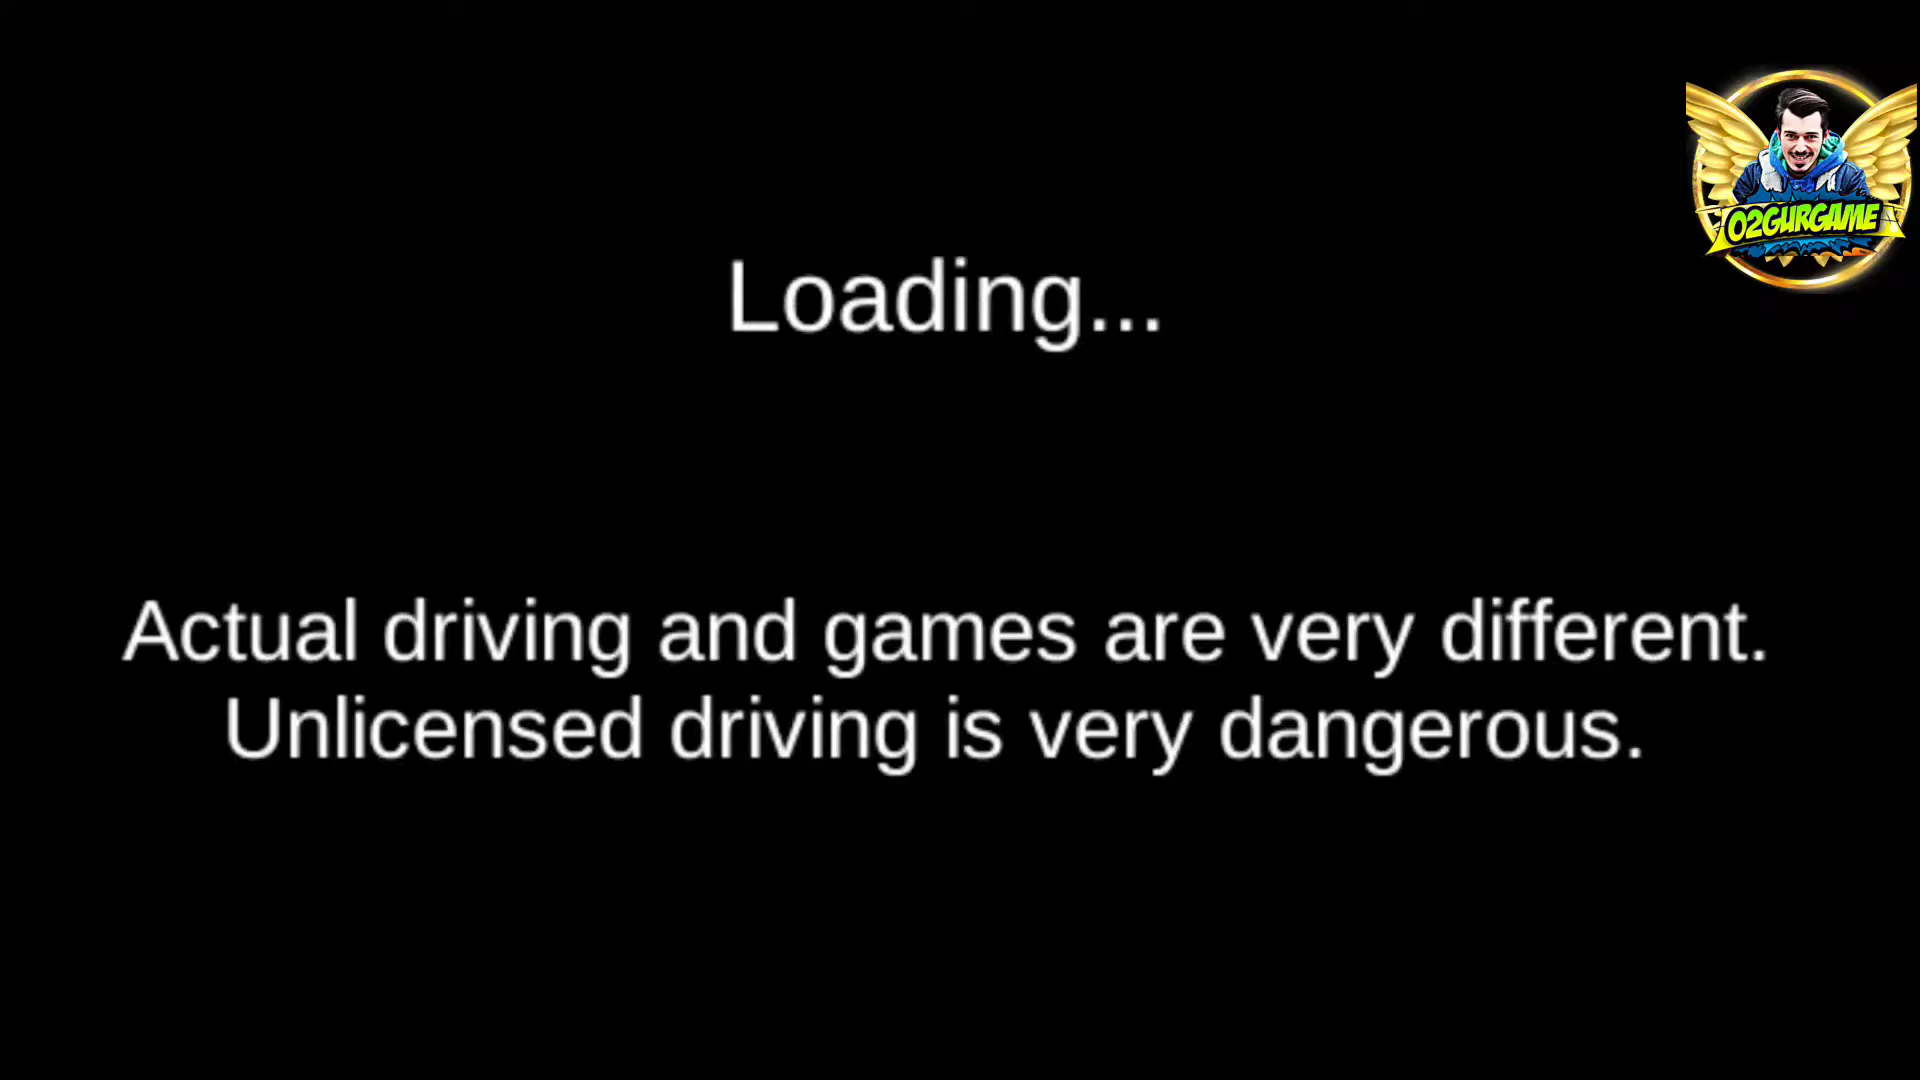 O2GURGAME
Loading...
Actual driving and games are very different.
Unlicensed driving is very dangerous.